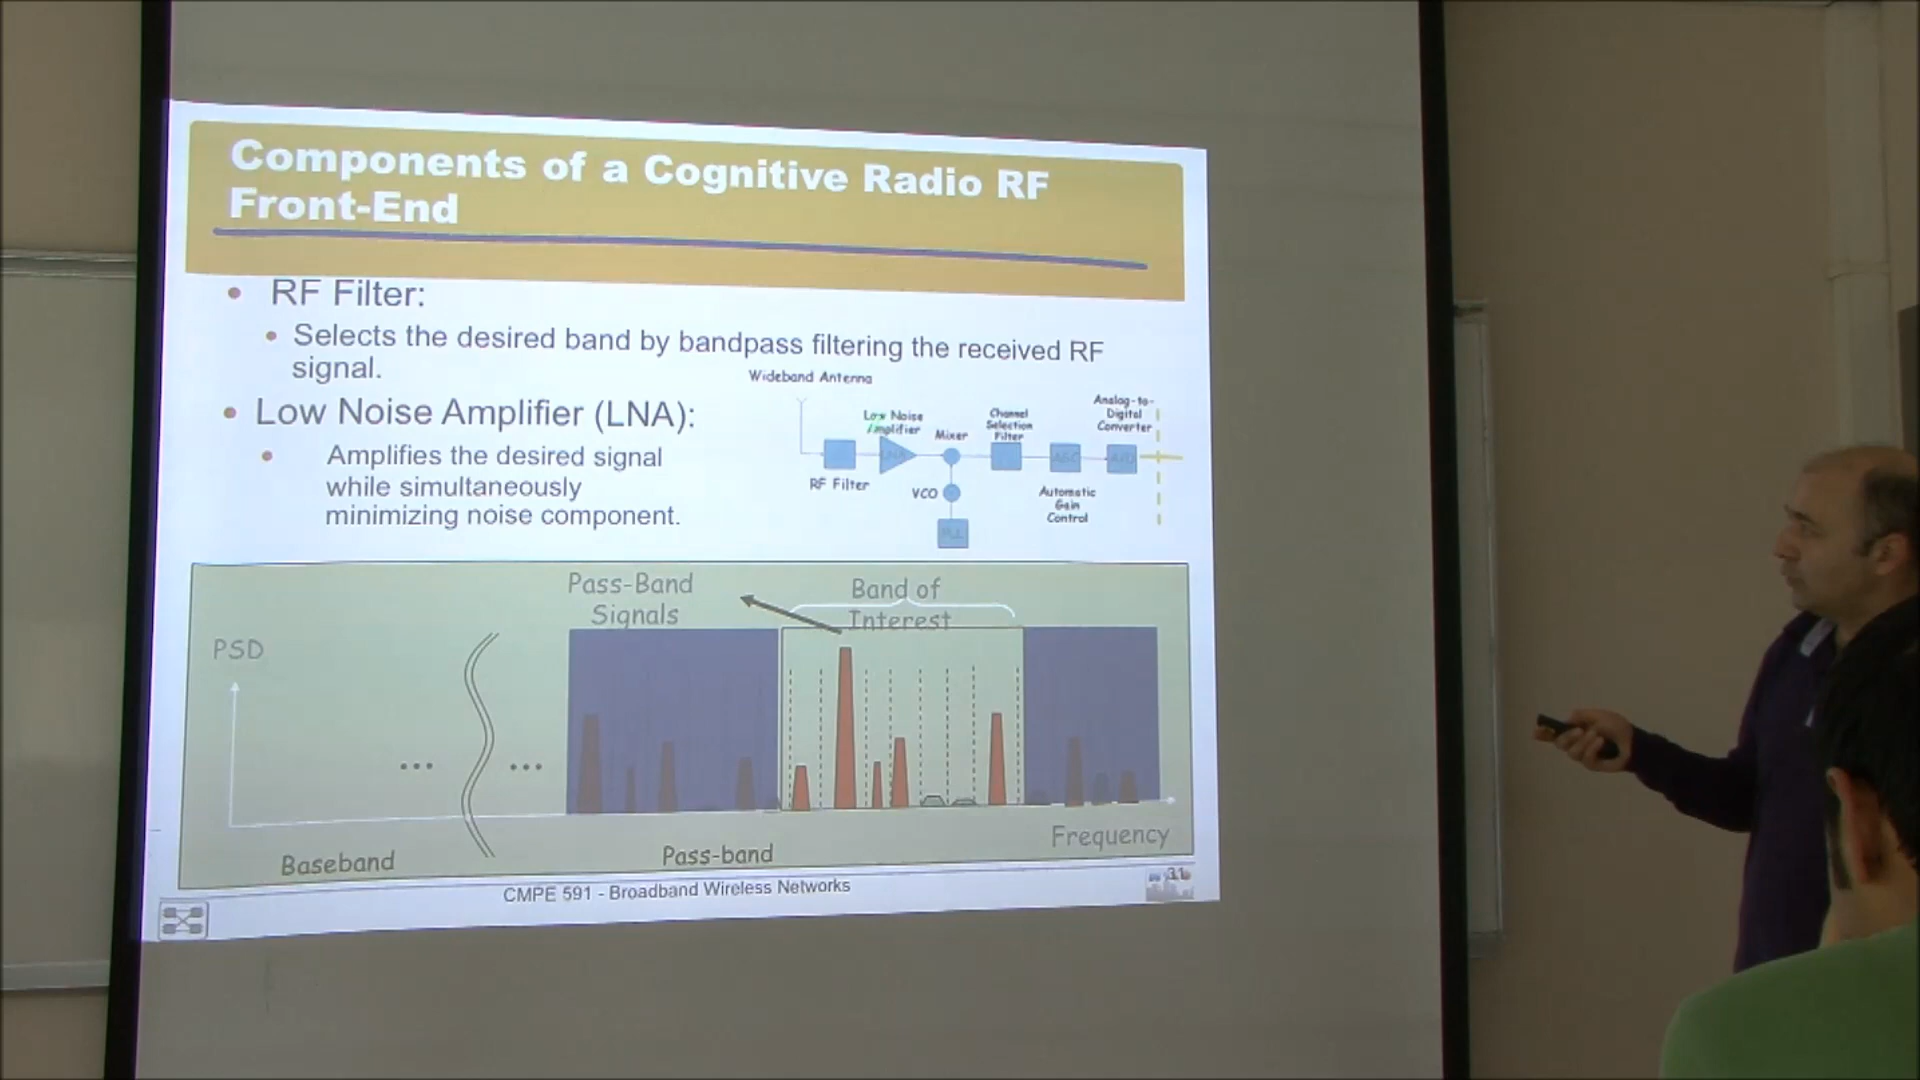 Components of a Cognitive Radio RF
Front-End
• RF Filter:
• Selects the desired band by bandpass filtering the received RF
signal.
• Low Noise Amplifier (LNA):
• Amplifies the desired signal
while simultaneously
minimizing noise component.
Wideband Antenna
RF Filter
Low Noise
Amplifier
LNA
Mixer
VCO
PLL
Channel
Selection
Filter
AGC
Automatic
Gain
Control
Analog-to-
Digital
Converter
A/D
Pass-Band
Signals
Band of
Interest
PSD
...
...
Baseband
Pass-band
Frequency
CMPE 591 - Broadband Wireless Networks
31